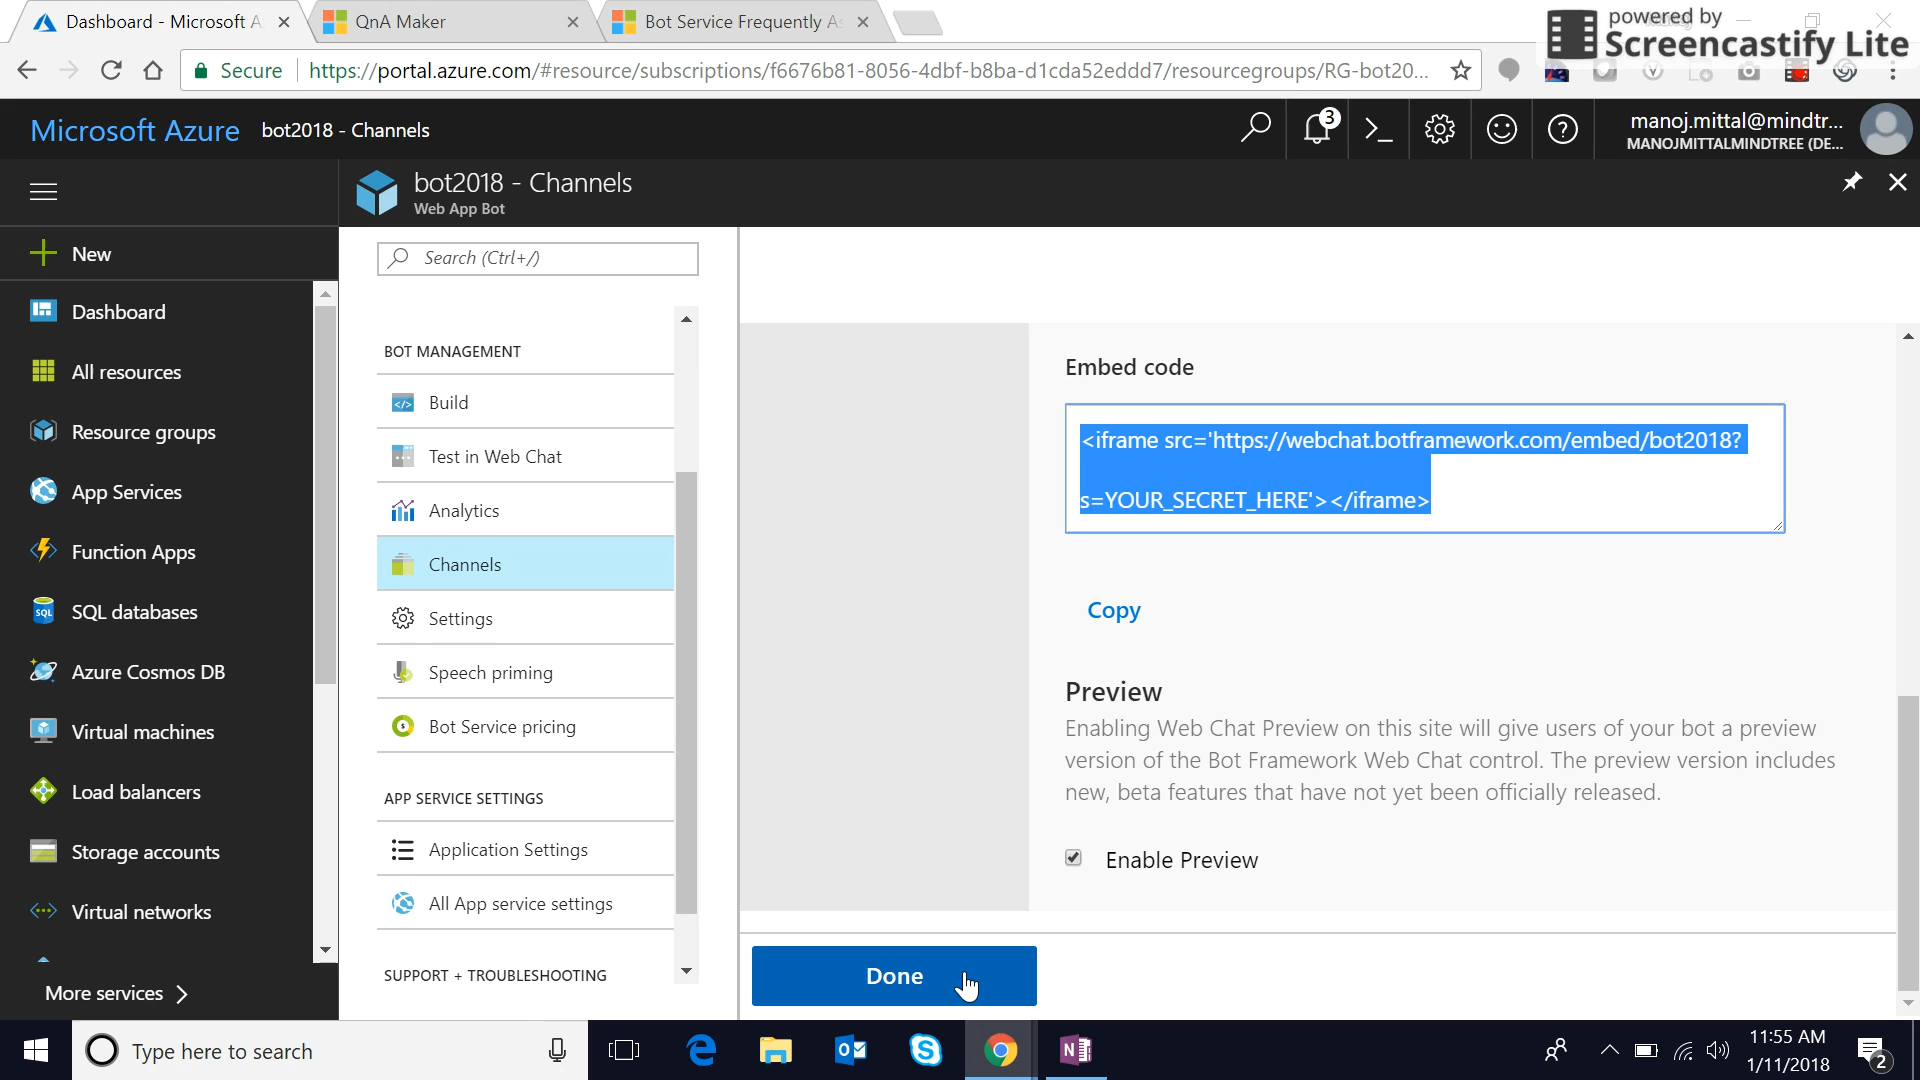 Dashboard - Microsoft A
QnA Maker
Bot Service Frequently As
powered by
Screencastify Lite
Secure
https://portal.azure.com/#resource/subscriptions/f6676b81-8056-4dbf-b8ba-d1cda52eddd7/resourcegroups/RG-bot20...
Microsoft Azure
bot2018 - Channels
3
manoj.mittal@mindtr...
MANOJMITTALMINDTREE (DE...
bot2018 - Channels
Web App Bot
New
Dashboard
All resources
Resource groups
App Services
Function Apps
SQL databases
Azure Cosmos DB
Virtual machines
Load balancers
Storage accounts
Virtual networks
More services
Search (Ctrl+/)
BOT MANAGEMENT
Build
Test in Web Chat
Analytics
Channels
Settings
Speech priming
Bot Service pricing
APP SERVICE SETTINGS
Application Settings
All App service settings
SUPPORT + TROUBLESHOOTING
Embed code
<iframe src='https://webchat.botframework.com/embed/bot2018?
s=YOUR_SECRET_HERE'></iframe>
Copy
Preview
Enabling Web Chat Preview on this site will give users of your bot a preview
version of the Bot Framework Web Chat control. The preview version includes
new, beta features that have not yet been officially released.
Enable Preview
Done
Type here to search
11:55 AM
1/11/2018
2